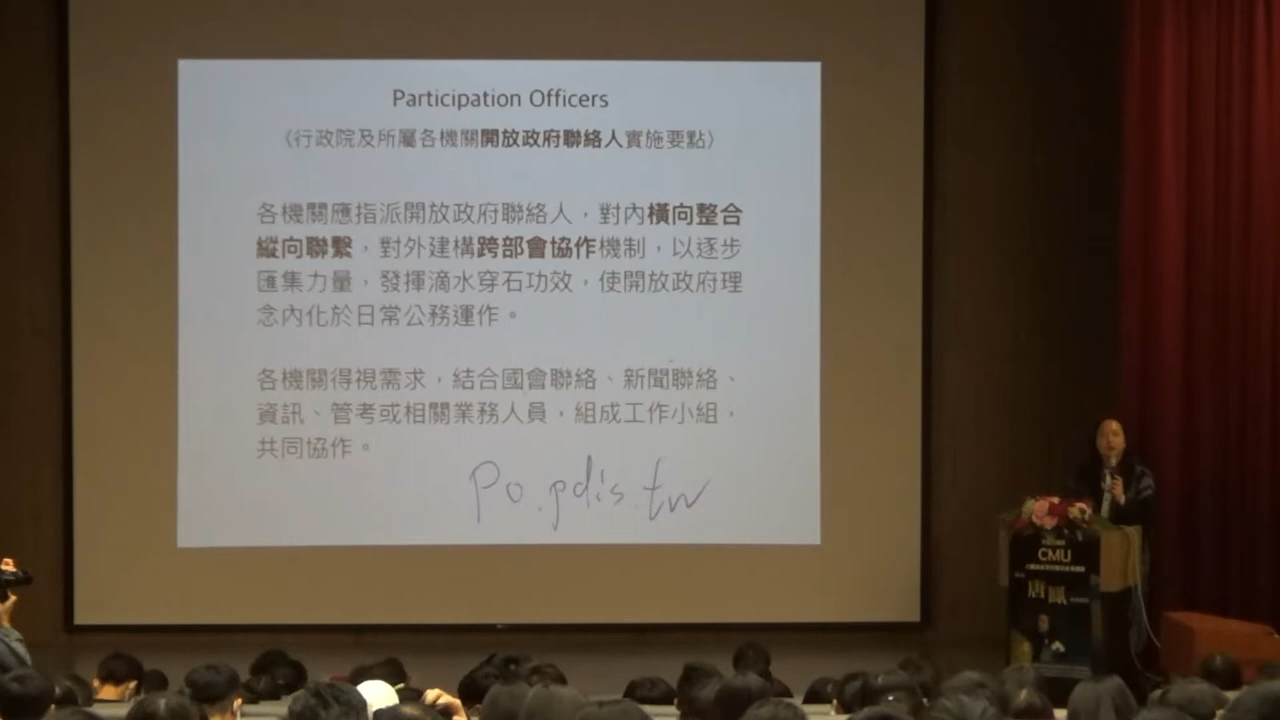 Participation Officers
〈行政院及所屬各機關開放政府聯絡人實施要點〉
各機關應指派開放政府聯絡人，對內橫向整合
縱向聯繫，對外建構跨部會協作機制，以逐步
匯集力量，發揮滴水穿石功效，使開放政府理
念內化於日常公務運作。
各機關得視需求，結合國會聯絡、新聞聯絡、
資訊、管考或相關業務人員，組成工作小組，
共同協作。
Po.pdis.tw
CMU
唐鳳